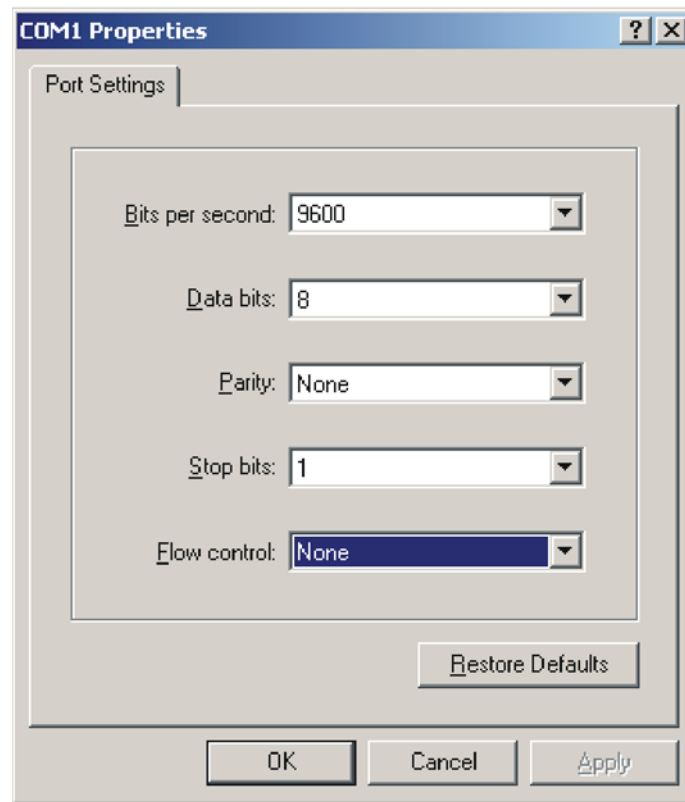 COM1 Properties
Port Settings
Bits per second: 9600
Data bits: 8
Parity: None
Stop bits: 1
Flow control: None
Restore Defaults
OK Cancel Apply